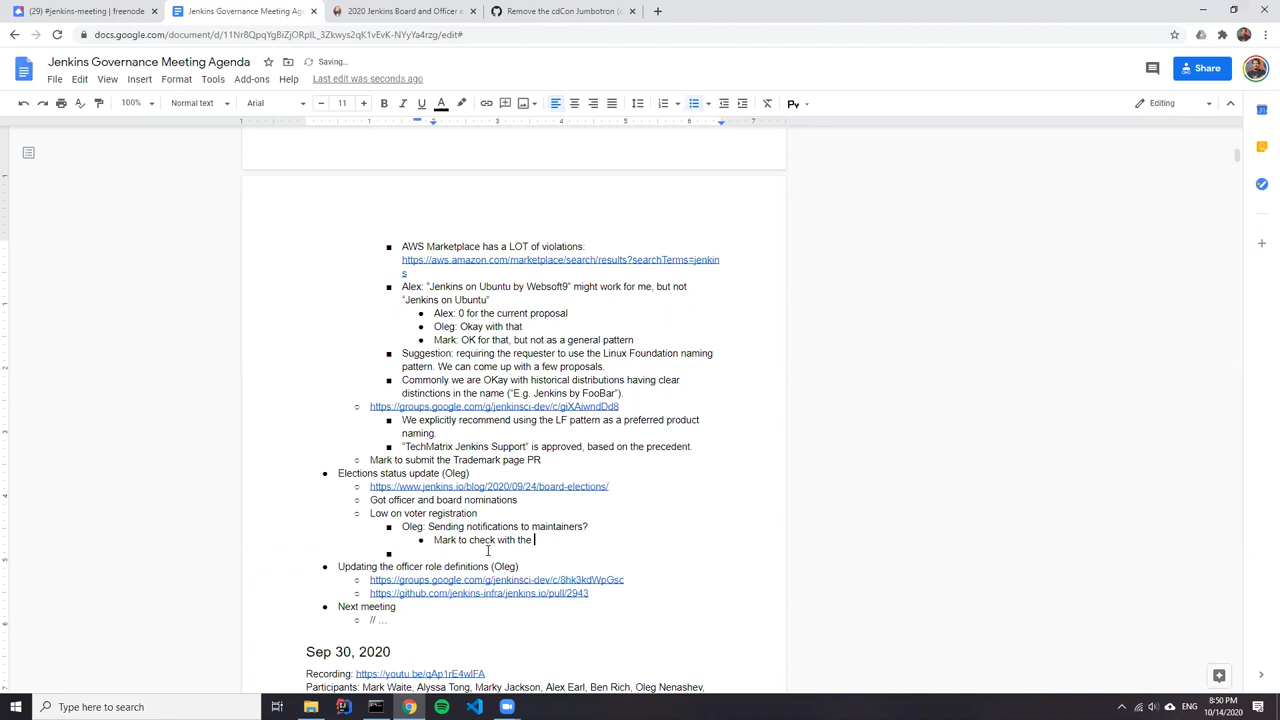 (29) #jenkins-meeting | freenode
Jenkins Governance Meeting Age
2020 Jenkins Board and Officer e
Remove the cdCon Jumbotron (
docs.google.com/document/d/11Nr8QpqYgBiZjORpIL_3Zkwys2qK1vEvK-NYyYa4rzg/edit#
Jenkins Governance Meeting Agenda
Saving...
File Edit View Insert Format Tools Add-ons Help Last edit was seconds ago
Share
100% Normal text Arial 11 Editing
AWS Marketplace has a LOT of violations:
https://aws.amazon.com/marketplace/search/results?searchTerms=jenkin
s
Alex: “Jenkins on Ubuntu by Websoft9” might work for me, but not
“Jenkins on Ubuntu”
Alex: 0 for the current proposal
Oleg: Okay with that
Mark: OK for that, but not as a general pattern
Suggestion: requiring the requester to use the Linux Foundation naming
pattern. We can come up with a few proposals.
Commonly we are OKay with historical distributions having clear
distinctions in the name (“E.g. Jenkins by FooBar”).
https://groups.google.com/g/jenkinsci-dev/c/giXAiwndDd8
We explicitly recommend using the LF pattern as a preferred product
naming.
“TechMatrix Jenkins Support” is approved, based on the precedent.
Mark to submit the Trademark page PR
Elections status update (Oleg)
https://www.jenkins.io/blog/2020/09/24/board-elections/
Got officer and board nominations
Low on voter registration
Oleg: Sending notifications to maintainers?
Mark to check with the
Updating the officer role definitions (Oleg)
https://groups.google.com/g/jenkinsci-dev/c/8hk3kdWpGsc
https://github.com/jenkins-infra/jenkins.io/pull/2943
Next meeting
// …
Sep 30, 2020
Recording: https://youtu.be/qAp1rE4wIFA
Participants: Mark Waite, Alyssa Tong, Marky Jackson, Alex Earl, Ben Rich, Oleg Nenashev,
Type here to search
ENG
8:50 PM
10/14/2020